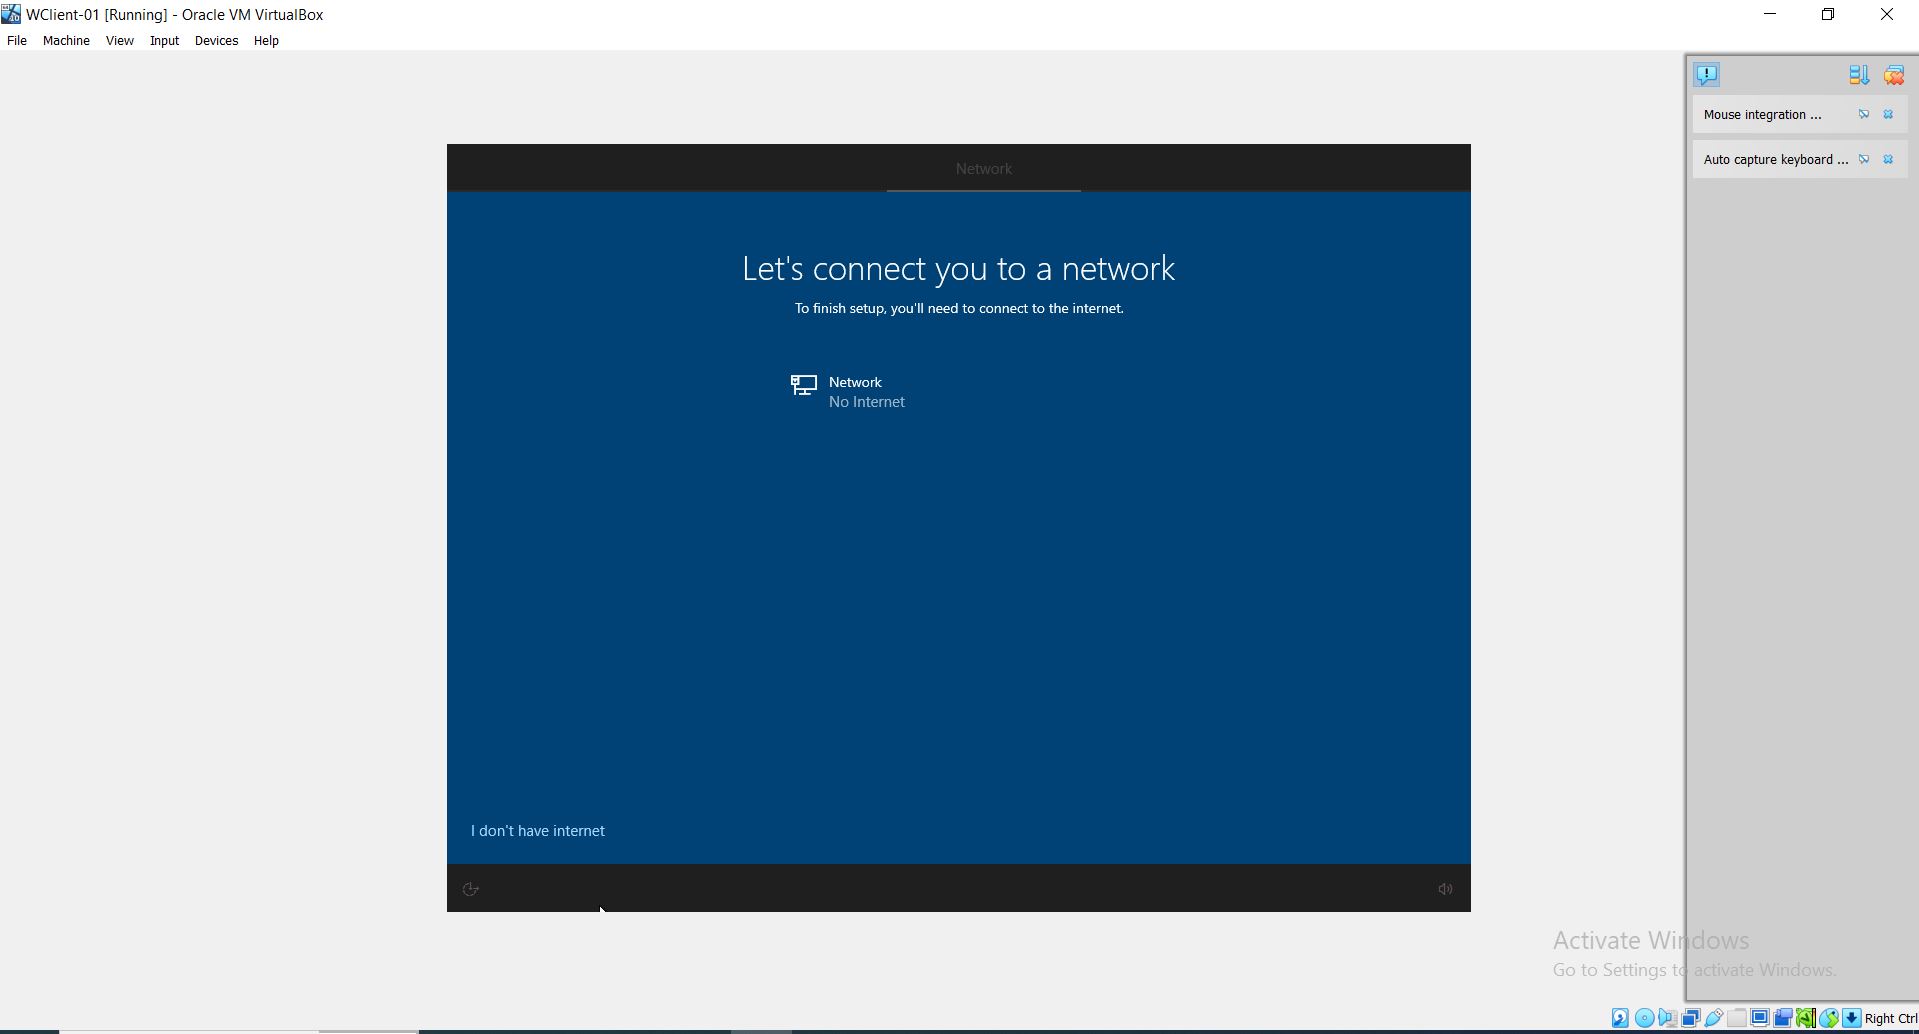 WClient-01 [Running] - Oracle VM VirtualBox
File Machine View Input Devices Help
Mouse integration ...
Auto capture keyboard ...
Network
Let's connect you to a network
To finish setup, you'll need to connect to the internet.
Network
No Internet
I don't have internet
Activate Windows
Go to Settings to activate Windows.
Right Ctrl